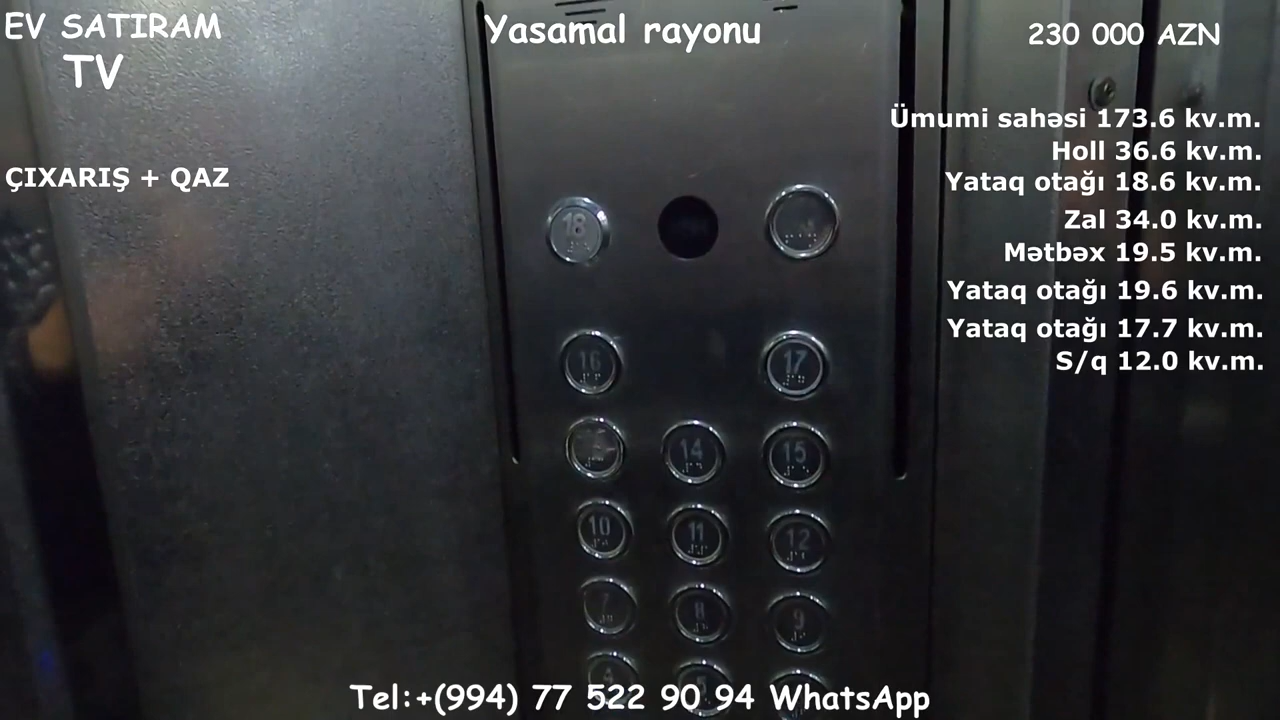 EV SATIRAM
TV
Yasamal rayonu
230 000 AZN
ÇIXARIŞ + QAZ
Ümumi sahəsi 173.6 kv.m.
Holl 36.6 kv.m.
Yataq otağı 18.6 kv.m.
Zal 34.0 kv.m.
Mətbəx 19.5 kv.m.
Yataq otağı 19.6 kv.m.
Yataq otağı 17.7 kv.m.
S/q 12.0 kv.m.
18
16 17
14 15
10 11 12
7 8 9
4 5
Tel:+(994) 77 522 90 94 WhatsApp